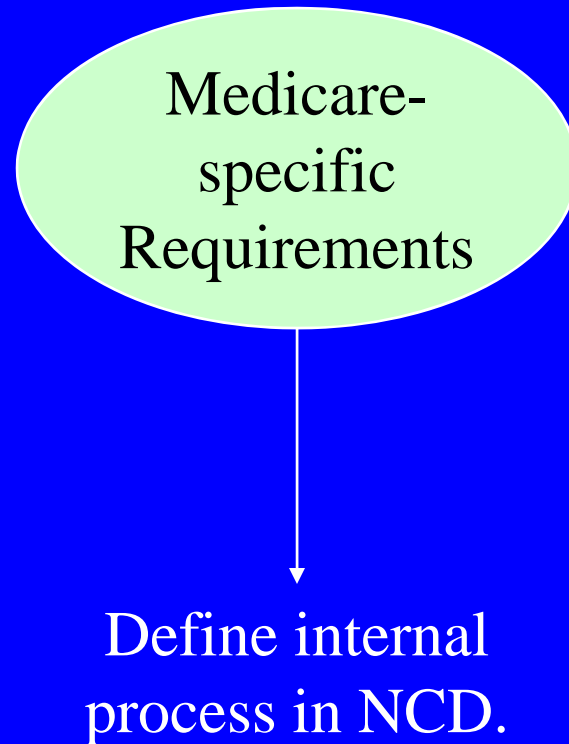 Medicare-
specific
Requirements
Define internal
process in NCD.